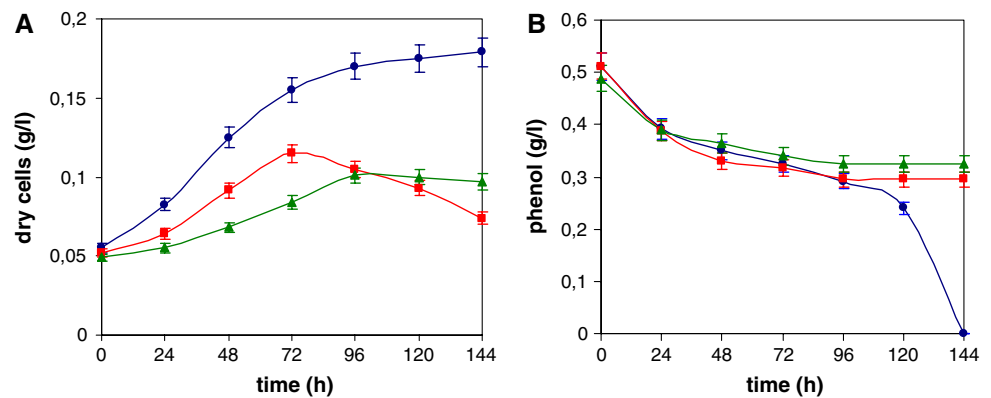 A
dry cells (g/l)
0,2
0,15
0,1
0,05
0
0 24 48 72 96 120 144
time (h)
B
phenol (g/l)
0,6
0,5
0,4
0,3
0,2
0,1
0
0 24 48 72 96 120 144
time (h)